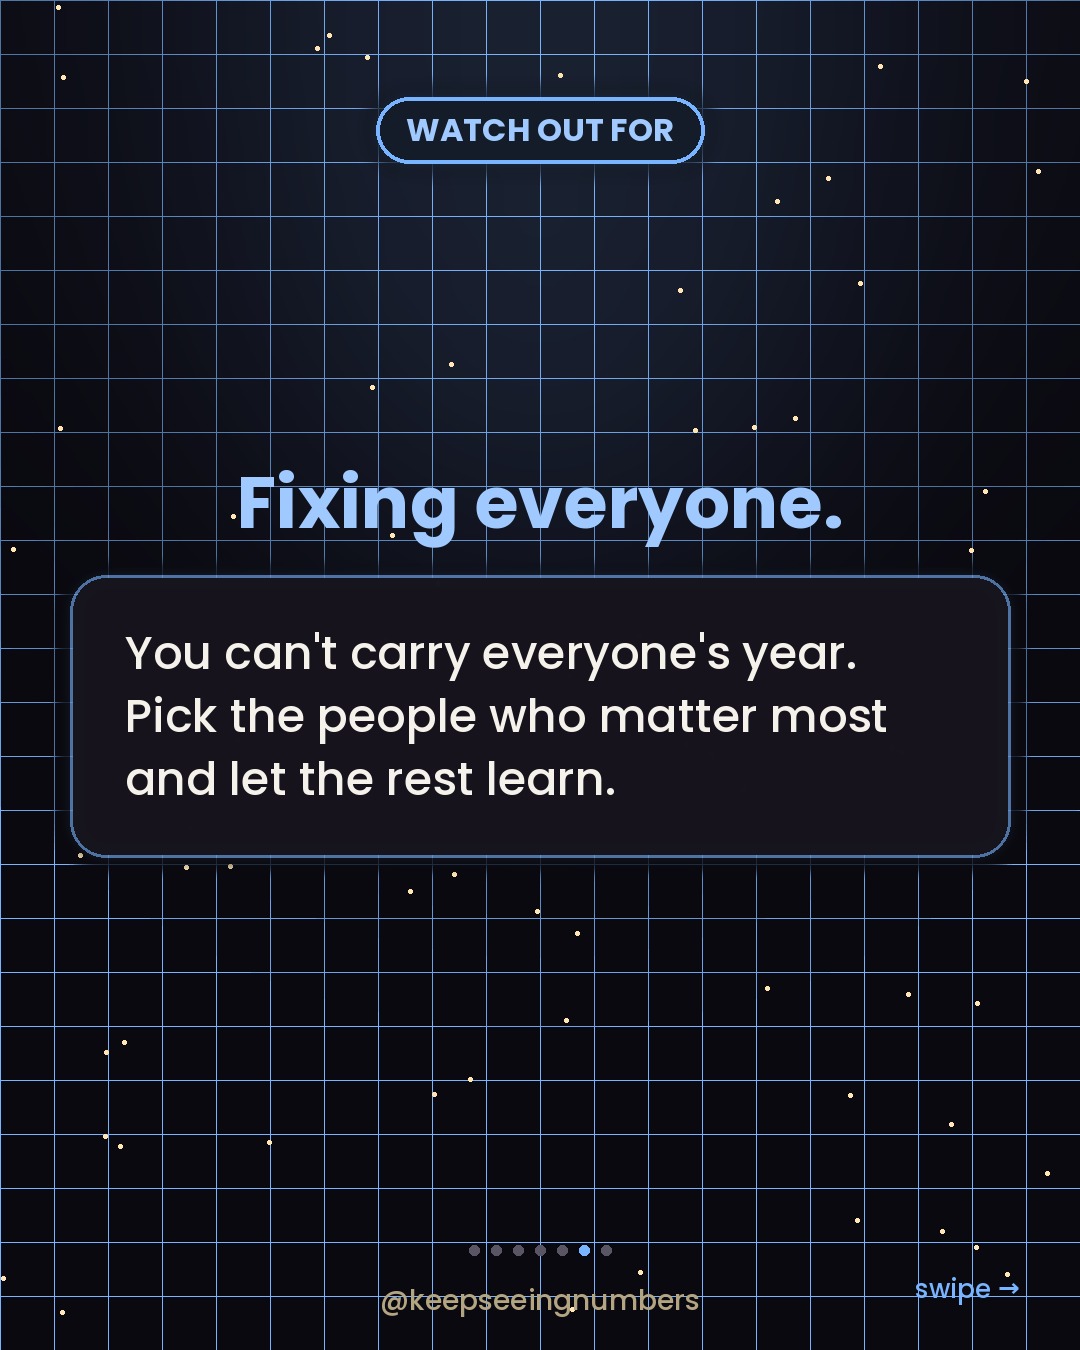 WATCH OUT FOR
Fixing everyone.
You can't carry everyone's year.
Pick the people who matter most
and let the rest learn.
@keepseeingnumbers
swipe →